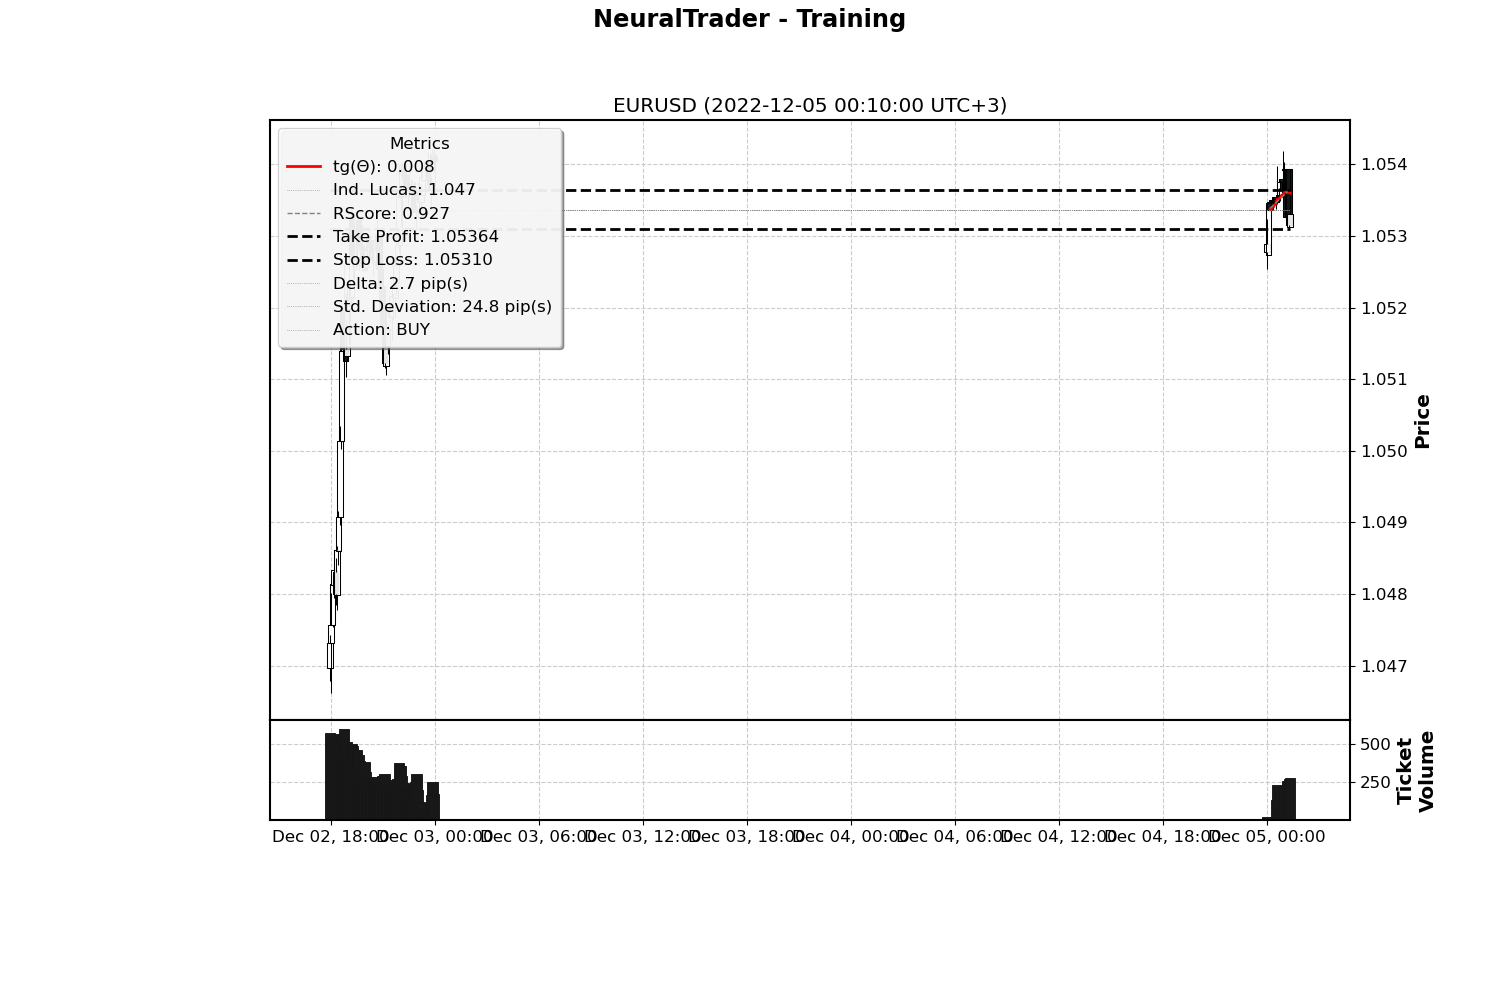 NeuralTrader - Training
EURUSD (2022-12-05 00:10:00 UTC+3)
Metrics
tg(Θ): 0.008
Ind. Lucas: 1.047
RScore: 0.927
Take Profit: 1.05364
Stop Loss: 1.05310
Delta: 2.7 pip(s)
Std. Deviation: 24.8 pip(s)
Action: BUY
1.054
1.053
1.052
1.051
1.050
1.049
1.048
1.047
Price
500
250
Ticket
Volume
Dec 02, 18:00
Dec 03, 00:00
Dec 03, 06:00
Dec 03, 12:00
Dec 03, 18:00
Dec 04, 00:00
Dec 04, 06:00
Dec 04, 12:00
Dec 04, 18:00
Dec 05, 00:00